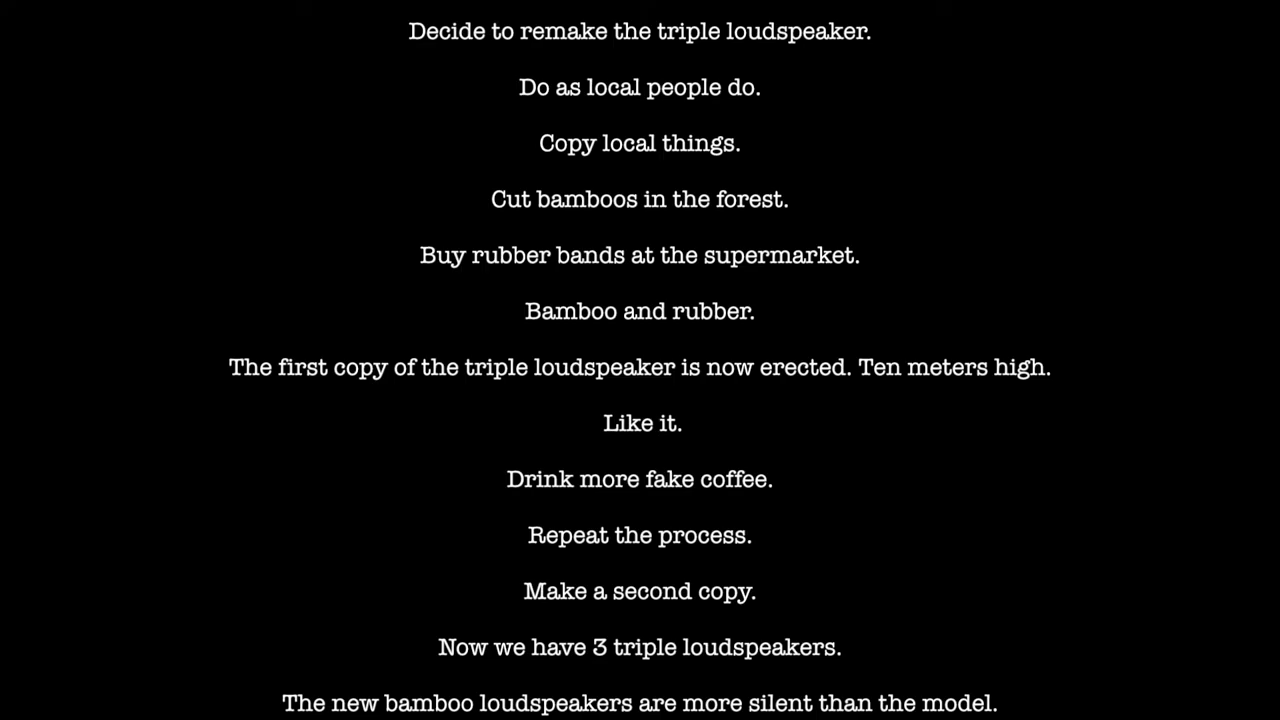 Decide to remake the triple loudspeaker.
Do as local people do.
Copy local things.
Cut bamboos in the forest.
Buy rubber bands at the supermarket.
Bamboo and rubber.
The first copy of the triple loudspeaker is now erected. Ten meters high.
Like it.
Drink more fake coffee.
Repeat the process.
Make a second copy.
Now we have 3 triple loudspeakers.
The new bamboo loudspeakers are more silent than the model.